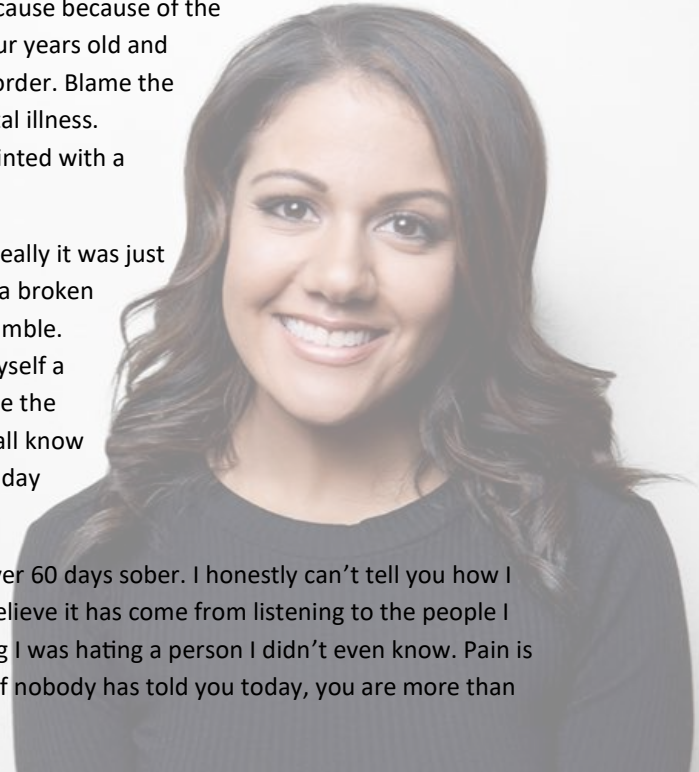 cause because of the
ur years old and
order. Blame the
tal illness.
inted with a
eally it was just
a broken
mble.
yself a
e the
all know
day
ver 60 days sober. I honestly can’t tell you how I
elieve it has come from listening to the people I
g I was hating a person I didn’t even know. Pain is
f nobody has told you today, you are more than